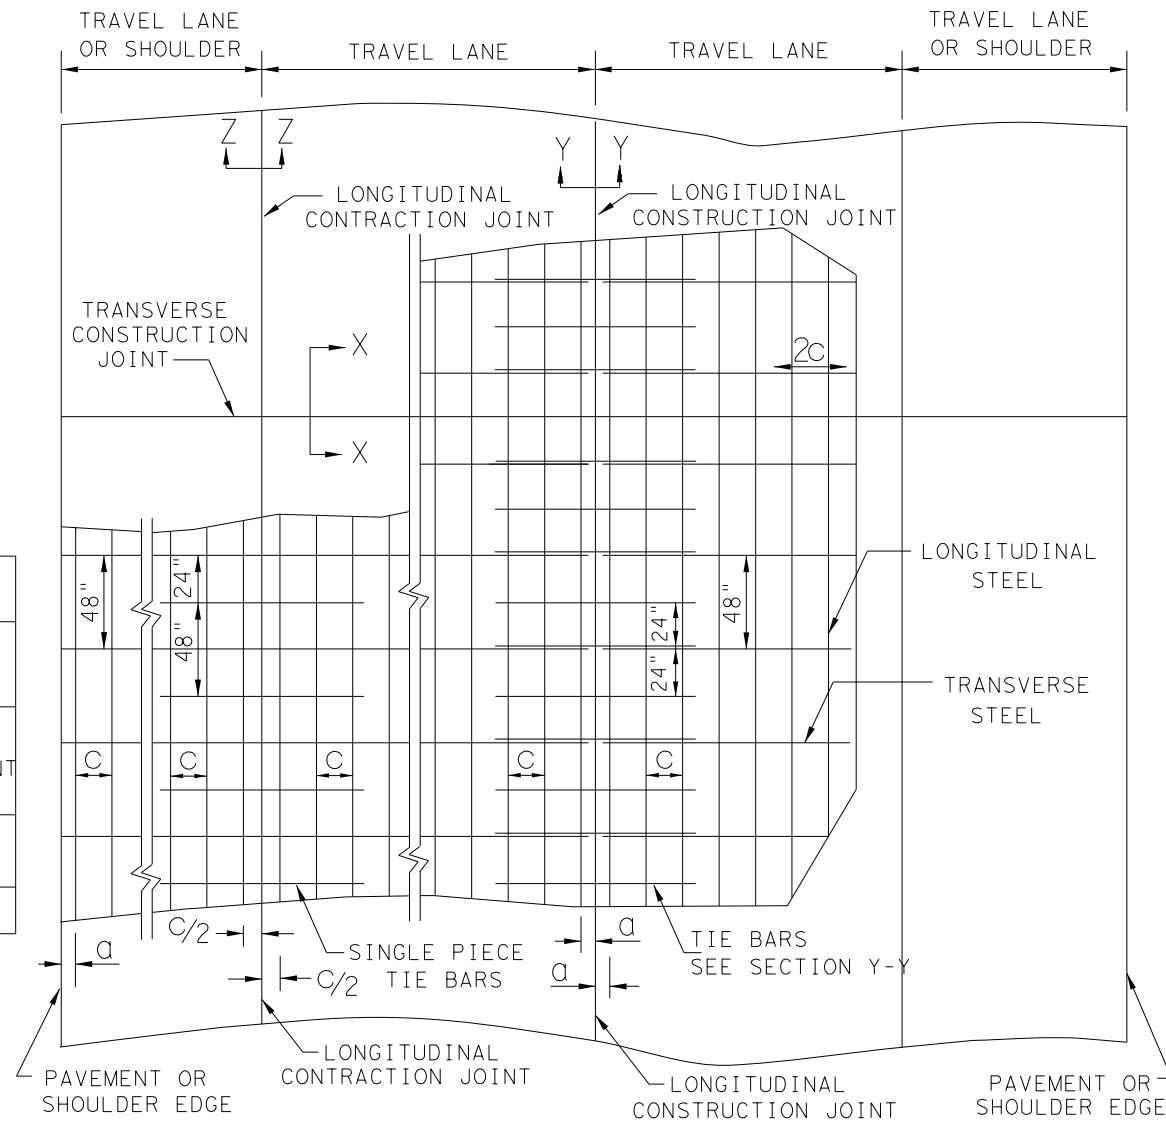 TRAVEL LANE
OR SHOULDER
TRAVEL LANE
TRAVEL LANE
TRAVEL LANE
OR SHOULDER
Z Z
Y Y
LONGITUDINAL
CONTRACTION JOINT
LONGITUDINAL
CONSTRUCTION JOINT
TRANSVERSE
CONSTRUCTION
JOINT
X
X
2c
LONGITUDINAL
STEEL
48"
24"
48"
24"
24"
48"
TRANSVERSE
STEEL
NT
C
C
C
C
C
C/2
a
SINGLE PIECE
TIE BARS
C/2
a
a
TIE BARS
SEE SECTION Y-Y
LONGITUDINAL
CONTRACTION JOINT
PAVEMENT OR
SHOULDER EDGE
LONGITUDINAL
CONSTRUCTION JOINT
PAVEMENT OR
SHOULDER EDGE